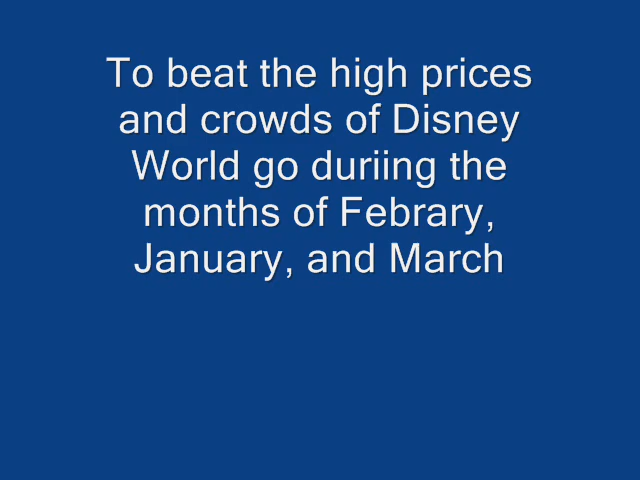 To beat the high prices
and crowds of Disney
World go duriing the
months of Febrary,
January, and March